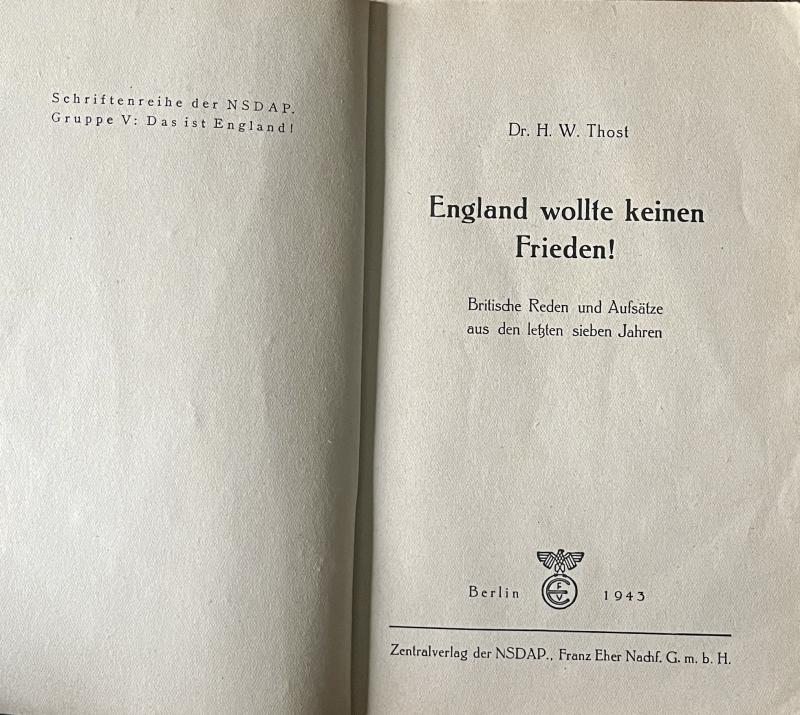 Schriftenreihe der NSDAP.
Gruppe V: Das ist England!
Dr. H. W. Thost
England wollte keinen
Frieden!
Britische Reden und Aufsätze
aus den letzten sieben Jahren
Berlin FEV 1943
Zentralverlag der NSDAP., Franz Eher Nachf. G. m. b. H.